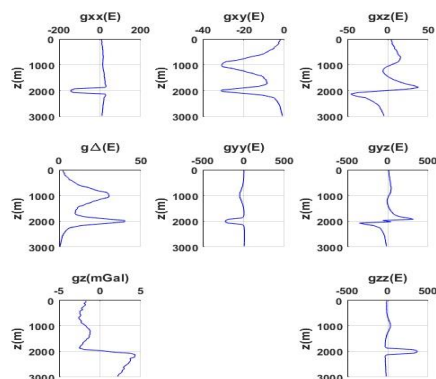 gxx(E) gxy(E) gxz(E)
-200 0 200 -40 -20 0 -50 0 50
0 0 0
z(m) 1000 z(m) 1000 z(m) 1000
2000 2000 2000
3000 3000 3000
g△(E) gyy(E) gyz(E)
0 50 -500 0 500 -500 0 500
0 0 0
z(m) 1000 z(m) 1000 z(m) 1000
2000 2000 2000
3000 3000 3000
gz(mGal) gzz(E)
-5 0 5 -500 0 500
0 0
z(m) 1000 z(m) 1000
2000 2000
3000 3000